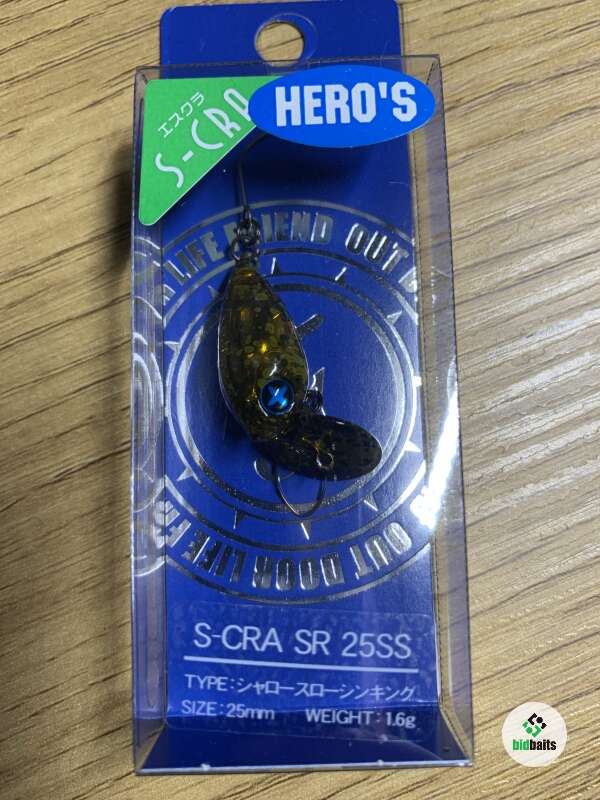 エスクラ
S-CRA
HERO'S
LIFE FRIEND OUT
OUT DOOR LIFE
S-CRA SR 25SS
TYPE:シャロースローシンキング
SIZE:25mm WEIGHT:1.6g
bidbaits